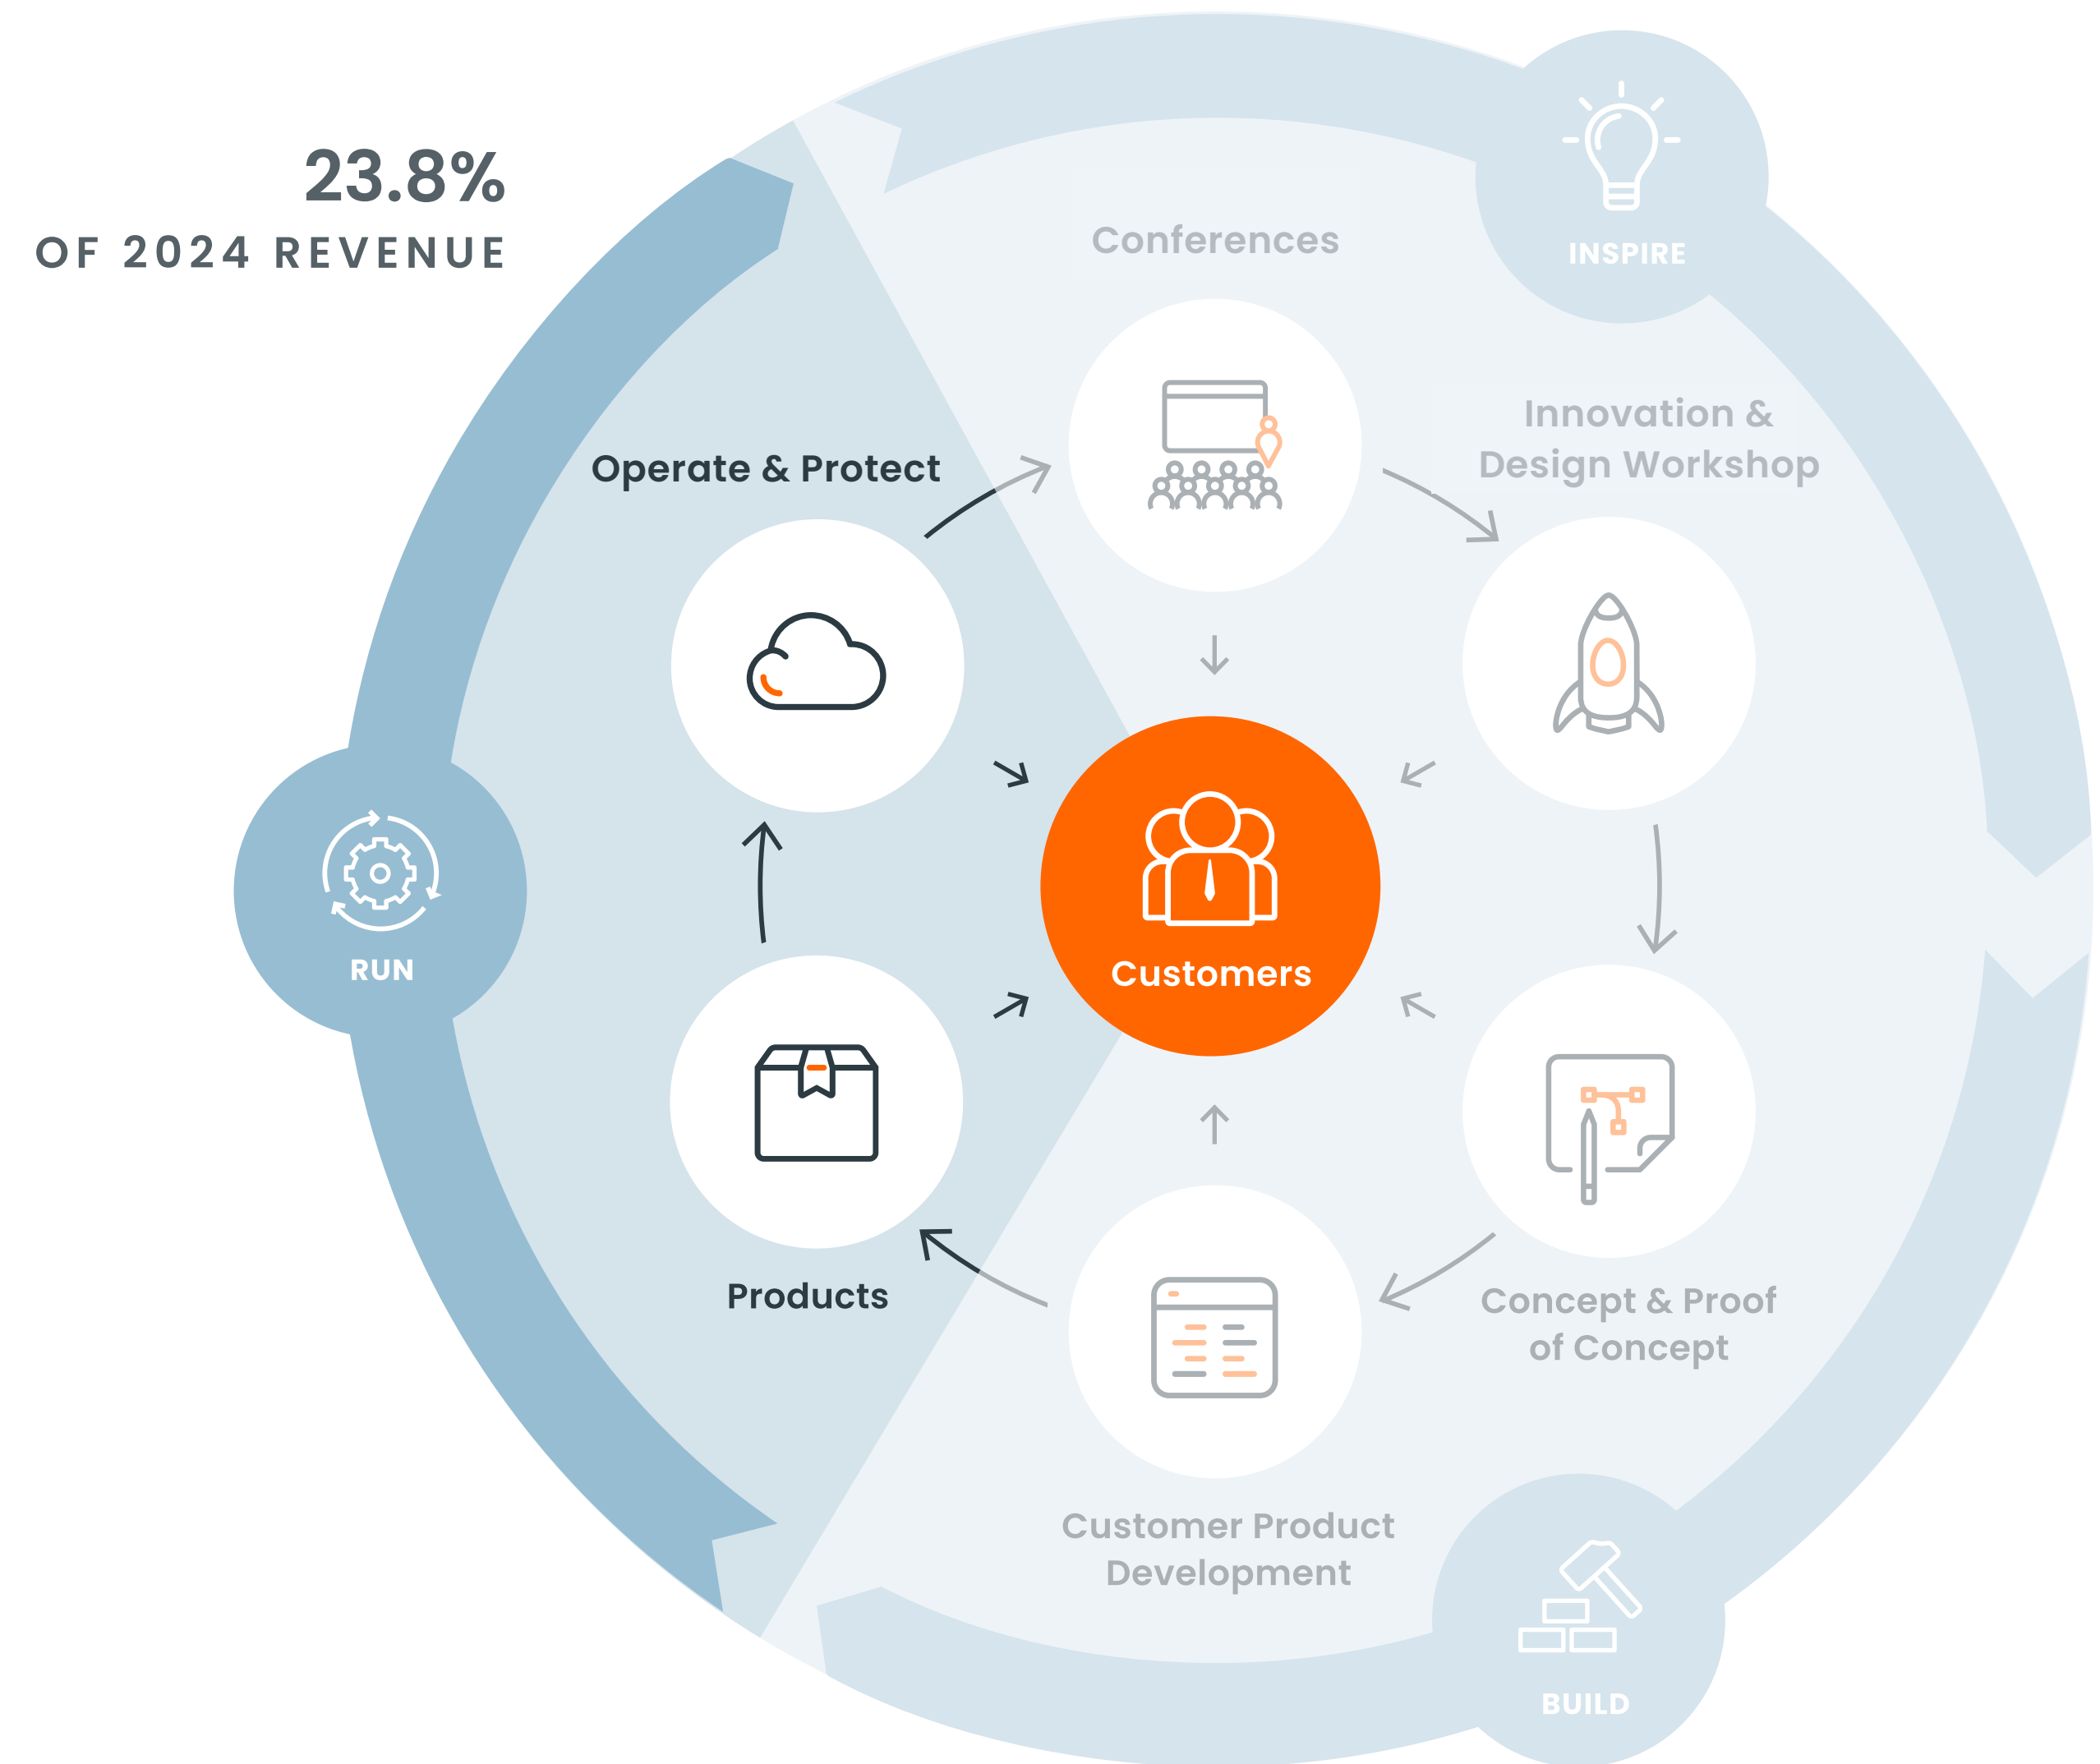 23.8%
OF 2024 REVENUE
INSPIRE
Conferences
Innovation &
Design Workshop
Operate & Protect
RUN
Customers
Products
Concept & Proof
of Concept
Customer Product
Development
BUILD